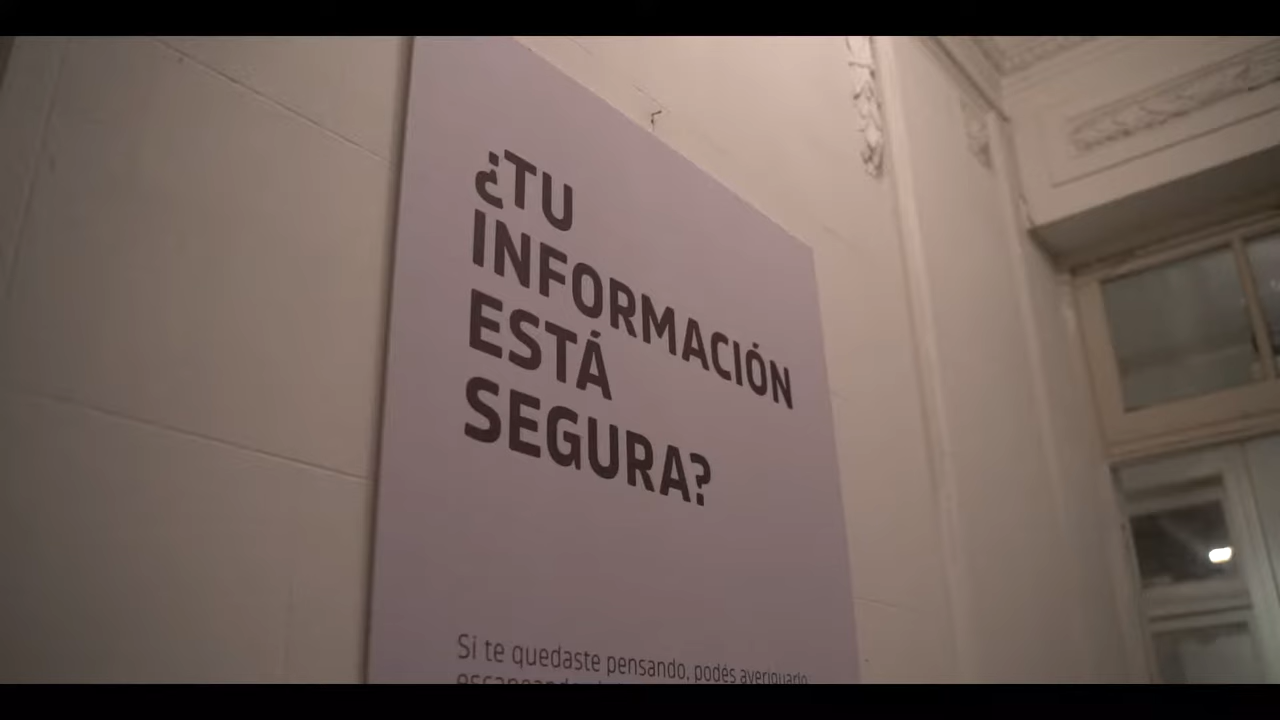 ¿TU
INFORMACIÓN
ESTÁ
SEGURA?
Si te quedaste pensando, podés averiguarlo